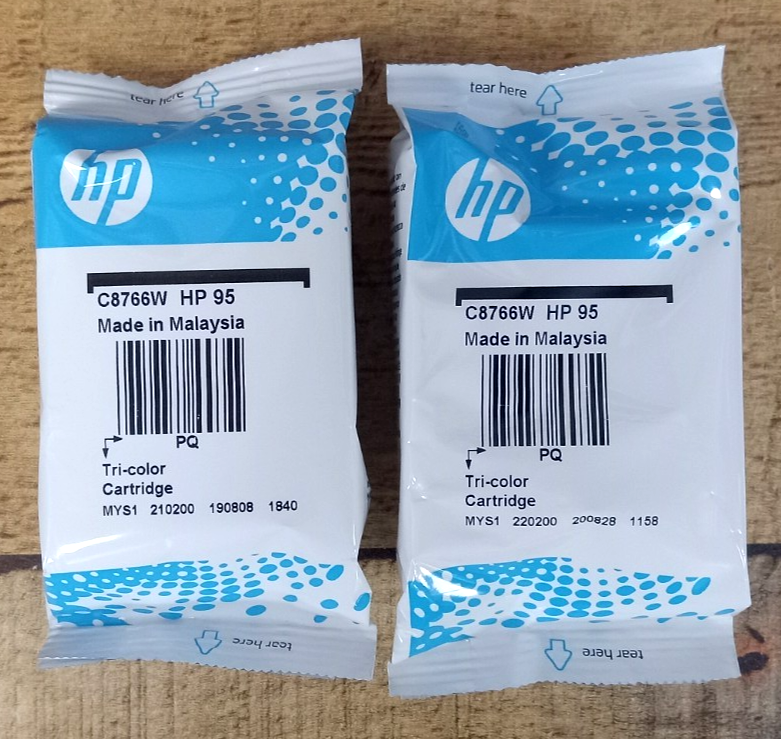 tear here
hp
C8766W HP 95
Made in Malaysia
PQ
Tri-color
Cartridge
MYS1 210200 190808 1840
tear here
tear here
hp
C8766W HP 95
Made in Malaysia
PQ
Tri-color
Cartridge
MYS1 220200 200828 1158
tear here